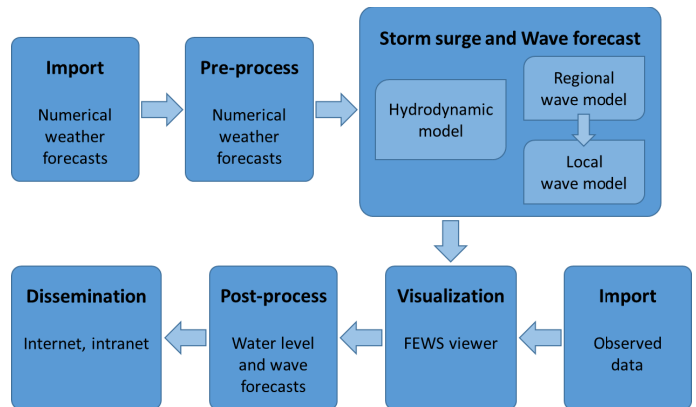 Import
Numerical
weather
forecasts
Pre-process
Numerical
weather
forecasts
Storm surge and Wave forecast
Hydrodynamic
model
Regional
wave model
Local
wave model
Dissemination
Internet, intranet
Post-process
Water level
and wave
forecasts
Visualization
FEWS viewer
Import
Observed
data